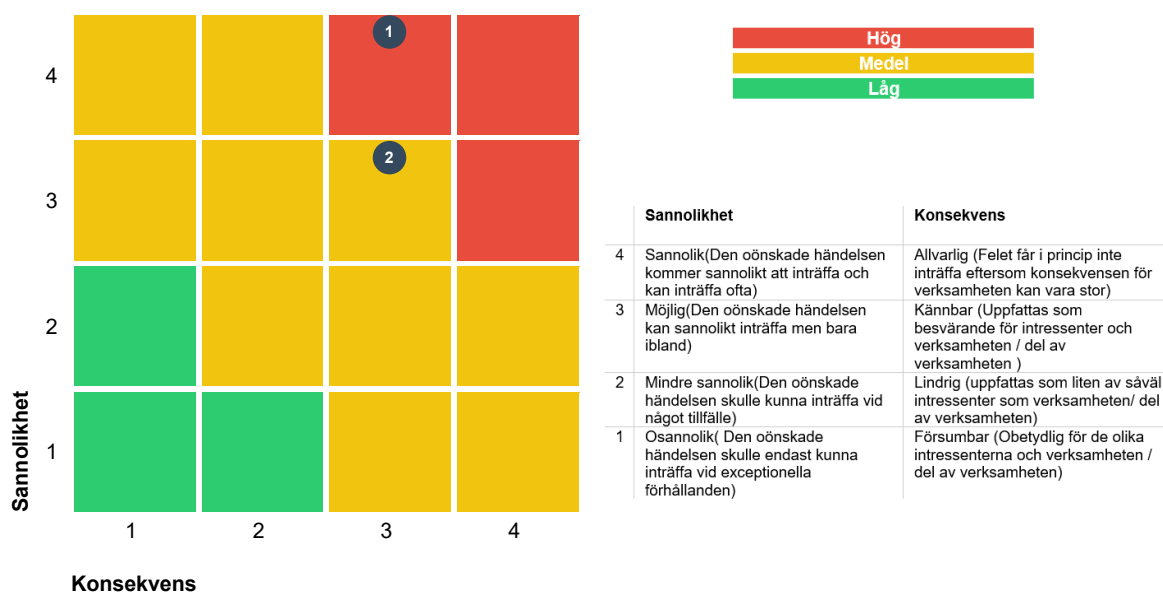 1
4
2
3
2
1
Sannolikhet
1
2
3
4
Konsekvens
Hög
Medel
Låg
Sannolikhet
Konsekvens
4
Sannolik(Den oönskade händelsen
kommer sannolikt att inträffa och
kan inträffa ofta)
Allvarlig (Felet får i princip inte
inträffa eftersom konsekvensen för
verksamheten kan vara stor)
3
Möjlig(Den oönskade händelsen
kan sannolikt inträffa men bara
ibland)
Kännbar (Uppfattas som
besvärande för intressenter och
verksamheten / del av
verksamheten )
2
Mindre sannolik(Den oönskade
händelsen skulle kunna inträffa vid
något tillfälle)
Lindrig (uppfattas som liten av såväl
intressenter som verksamheten/ del
av verksamheten)
1
Osannolik( Den oönskade
händelsen skulle endast kunna
inträffa vid exceptionella
förhållanden)
Försumbar (Obetydlig för de olika
intressenterna och verksamheten /
del av verksamheten)